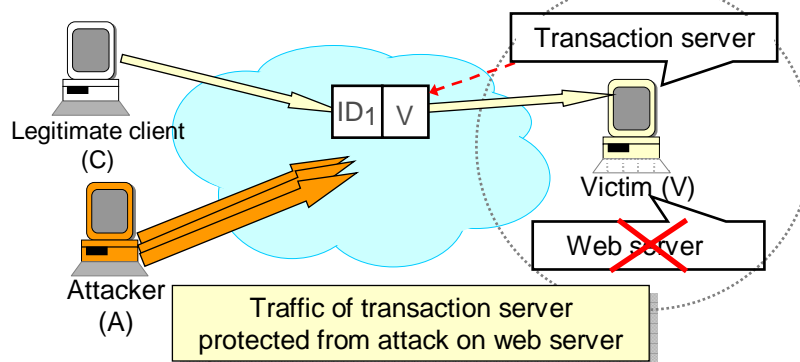 Transaction server
ID1 V
Legitimate client
(C)
Victim (V)
Web server
Attacker
(A)
Traffic of transaction server
protected from attack on web server